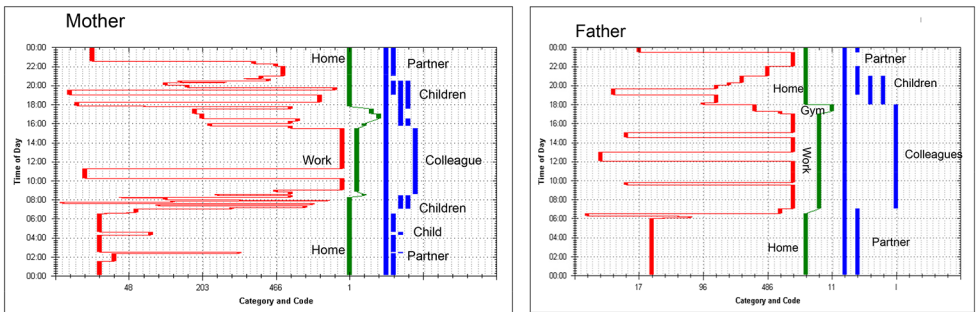 Mother
00:00
22:00
20:00
18:00
16:00
14:00
12:00
10:00
08:00
06:00
04:00
02:00
00:00
Time of Day
Home
Partner
Children
Work
Colleague
Children
Child
Home
Partner
48
203
466
1
Category and Code
Father
00:00
22:00
20:00
18:00
16:00
14:00
12:00
10:00
08:00
06:00
04:00
02:00
00:00
Time of Day
Partner
Home
Children
Gym
Work
Colleagues
Home
Partner
17
96
486
11
I
Category and Code